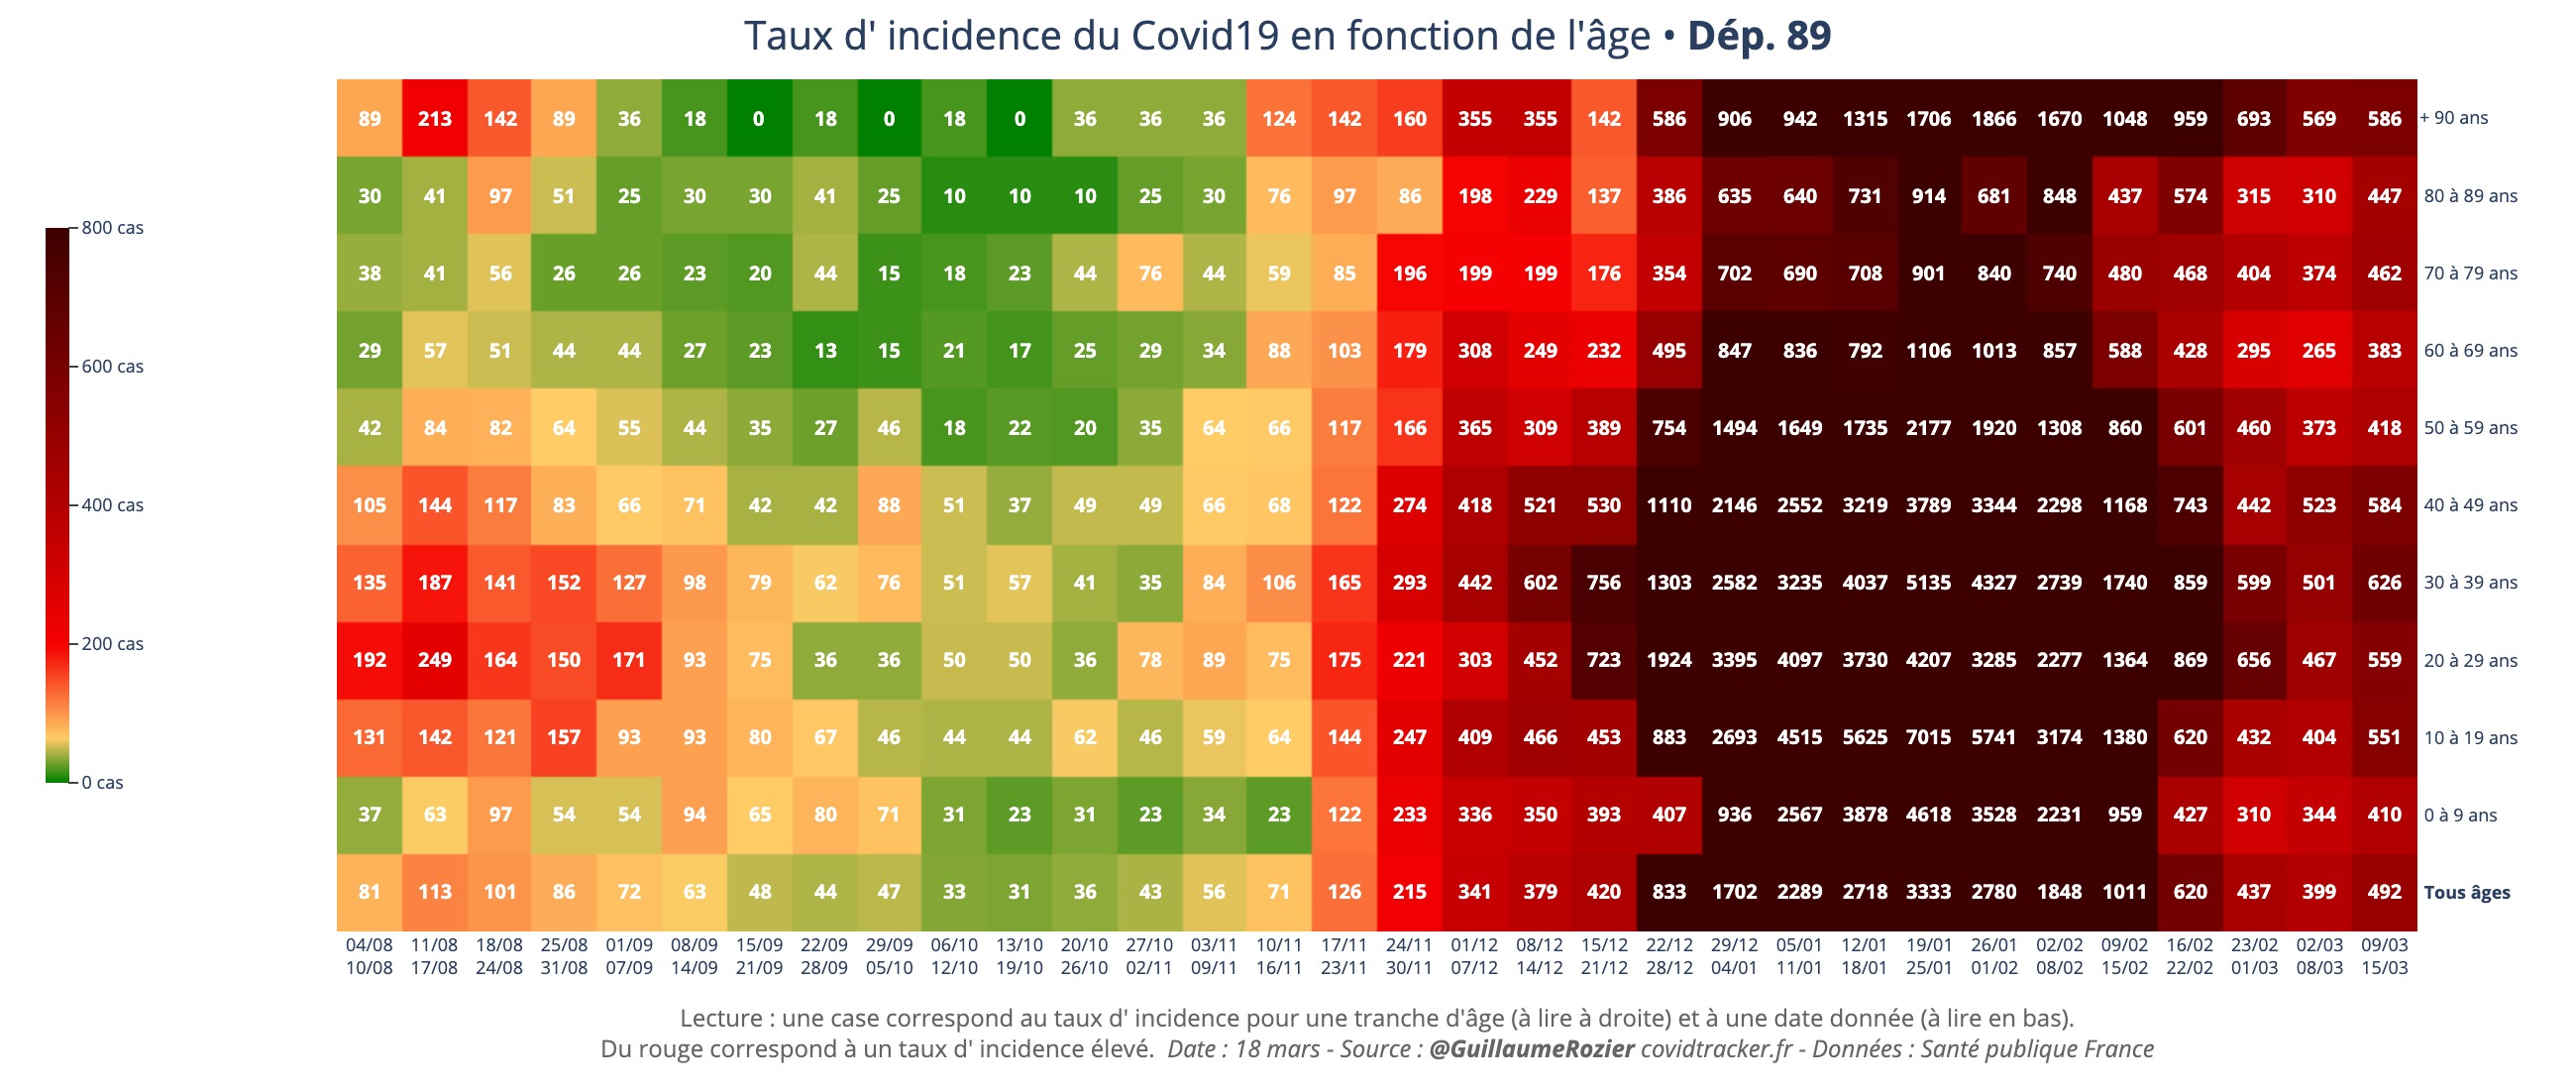 Taux d' incidence du Covid19 en fonction de l'âge • Dép. 89
89 213 142 89 36 18 0 18 0 18 0 36 36 36 124 142 160 355 355 142 586 906 942 1315 1706 1866 1670 1048 959 693 569 586 + 90 ans
30 41 97 51 25 30 30 41 25 10 10 10 25 30 76 97 86 198 229 137 386 635 640 731 914 681 848 437 574 315 310 447 80 à 89 ans
800 cas
38 41 56 26 26 23 20 44 15 18 23 44 76 44 59 85 196 199 199 176 354 702 690 708 901 840 740 480 468 404 374 462 70 à 79 ans
29 57 51 44 44 27 23 13 15 21 17 25 29 34 88 103 179 308 249 232 495 847 836 792 1106 1013 857 588 428 295 265 383 60 à 69 ans
600 cas
42 84 82 64 55 44 35 27 46 18 22 20 35 64 66 117 166 365 309 389 754 1494 1649 1735 2177 1920 1308 860 601 460 373 418 50 à 59 ans
400 cas
105 144 117 83 66 71 42 42 88 51 37 49 49 66 68 122 274 418 521 530 1110 2146 2552 3219 3789 3344 2298 1168 743 442 523 584 40 à 49 ans
135 187 141 152 127 98 79 62 76 51 57 41 35 84 106 165 293 442 602 756 1303 2582 3235 4037 5135 4327 2739 1740 859 599 501 626 30 à 39 ans
200 cas
192 249 164 150 171 93 75 36 36 50 50 36 78 89 75 175 221 303 452 723 1924 3395 4097 3730 4207 3285 2277 1364 869 656 467 559 20 à 29 ans
131 142 121 157 93 93 80 67 46 44 44 62 46 59 64 144 247 409 466 453 883 2693 4515 5625 7015 5741 3174 1380 620 432 404 551 10 à 19 ans
0 cas
37 63 97 54 54 94 65 80 71 31 23 31 23 34 23 122 233 336 350 393 407 936 2567 3878 4618 3528 2231 959 427 310 344 410 0 à 9 ans
81 113 101 86 72 63 48 44 47 33 31 36 43 56 71 126 215 341 379 420 833 1702 2289 2718 3333 2780 1848 1011 620 437 399 492 Tous âges
04/08 11/08 18/08 25/08 01/09 08/09 15/09 22/09 29/09 06/10 13/10 20/10 27/10 03/11 10/11 17/11 24/11 01/12 08/12 15/12 22/12 29/12 05/01 12/01 19/01 26/01 02/02 09/02 16/02 23/02 02/03 09/03
10/08 17/08 24/08 31/08 07/09 14/09 21/09 28/09 05/10 12/10 19/10 26/10 02/11 09/11 16/11 23/11 30/11 07/12 14/12 21/12 28/12 04/01 11/01 18/01 25/01 01/02 08/02 15/02 22/02 01/03 08/03 15/03
Lecture : une case correspond au taux d' incidence pour une tranche d'âge (à lire à droite) et à une date donnée (à lire en bas).
Du rouge correspond à un taux d' incidence élevé. Date : 18 mars - Source : @GuillaumeRozier covidtracker.fr - Données : Santé publique France